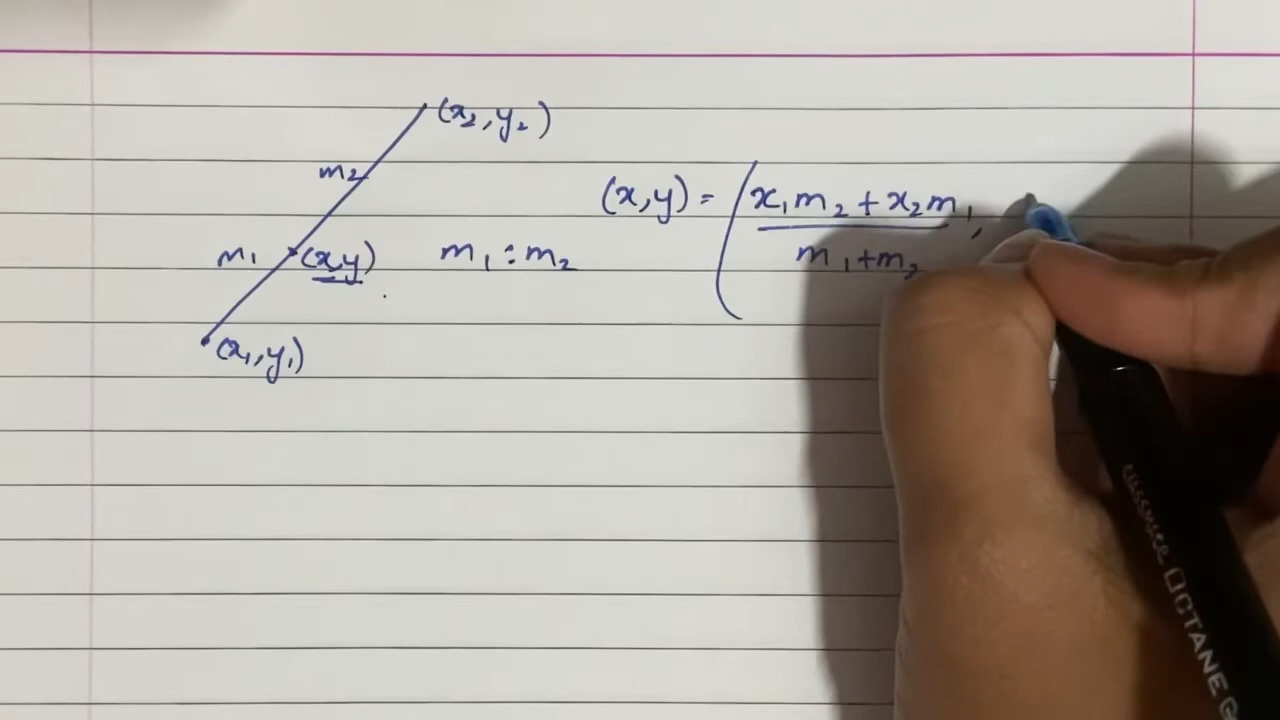 (x₂, y₂)
m₂
(x, y) = ( x₁m₂ + x₂m₁,
m₁ + m₂
m₁ (x,y) m₁ : m₂
(x₁, y₁)
OCTANE G